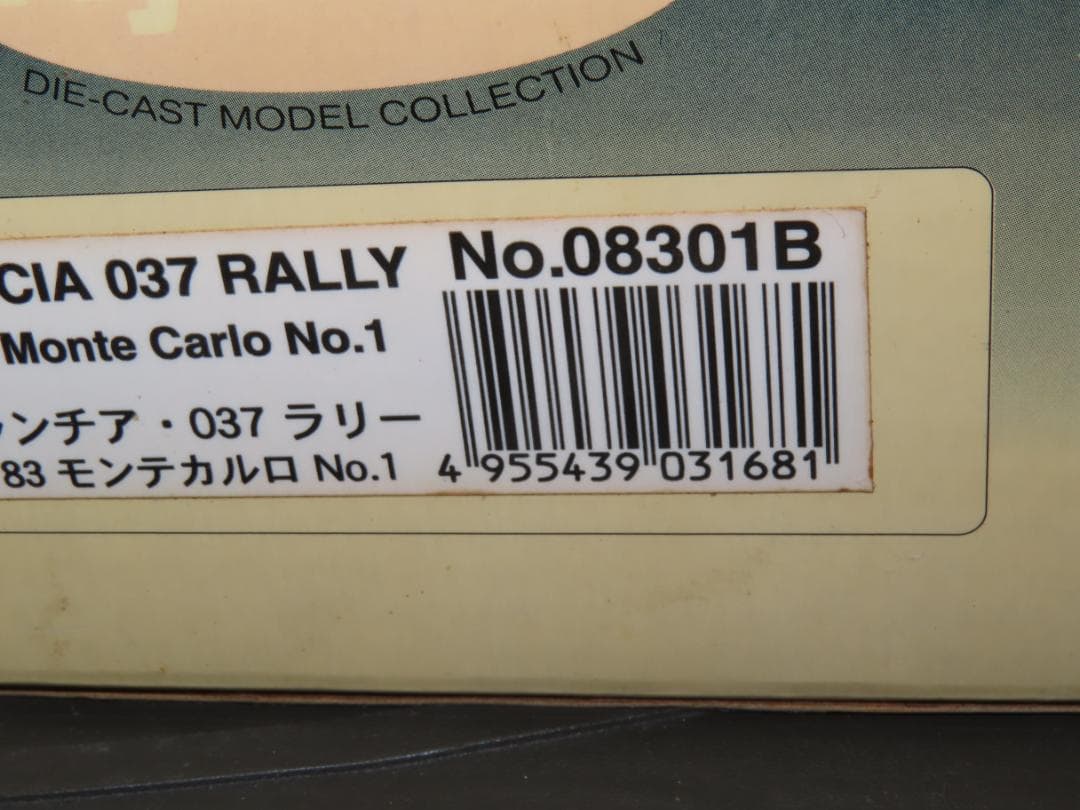 DIE-CAST MODEL COLLECTION
CIA 037 RALLY No.08301B
Monte Carlo No.1
ンチア・037 ラリー
83 モンテカルロ No.1
4 955439 031681